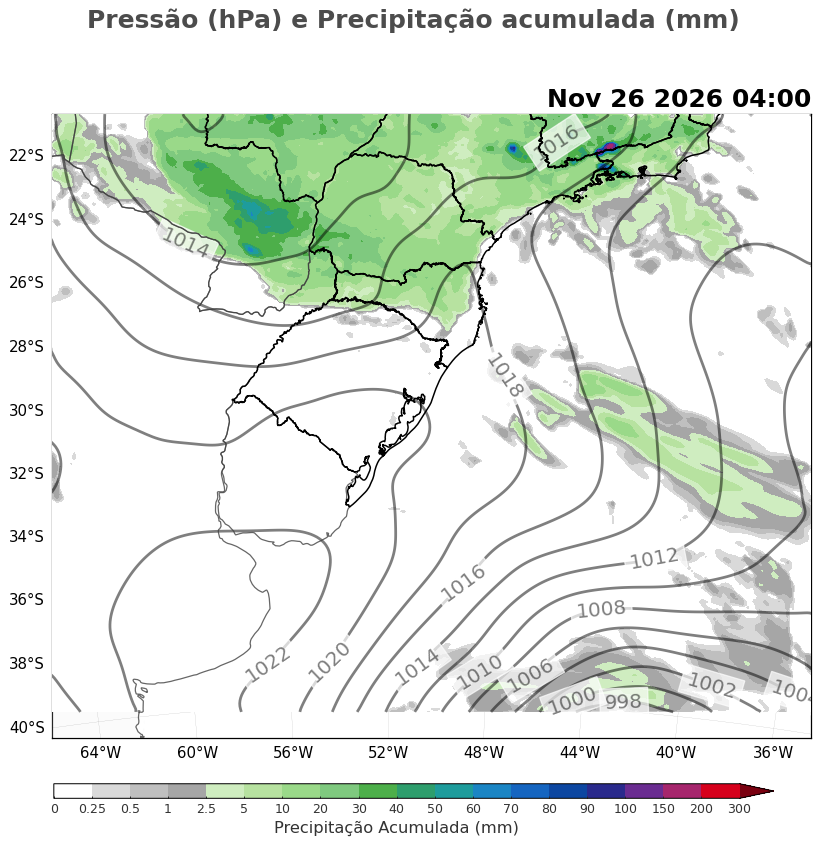 Pressão (hPa) e Precipitação acumulada (mm)
Nov 26 2026 04:00
22°S
24°S
26°S
28°S
30°S
32°S
34°S
36°S
38°S
40°S
1016
1014
1018
1012
1016
1008
1022
1020
1014
1010
1006
1002
1004
1000
998
64°W 60°W 56°W 52°W 48°W 44°W 40°W 36°W
0 0.25 0.5 1 2.5 5 10 20 30 40 50 60 70 80 90 100 150 200 300
Precipitação Acumulada (mm)